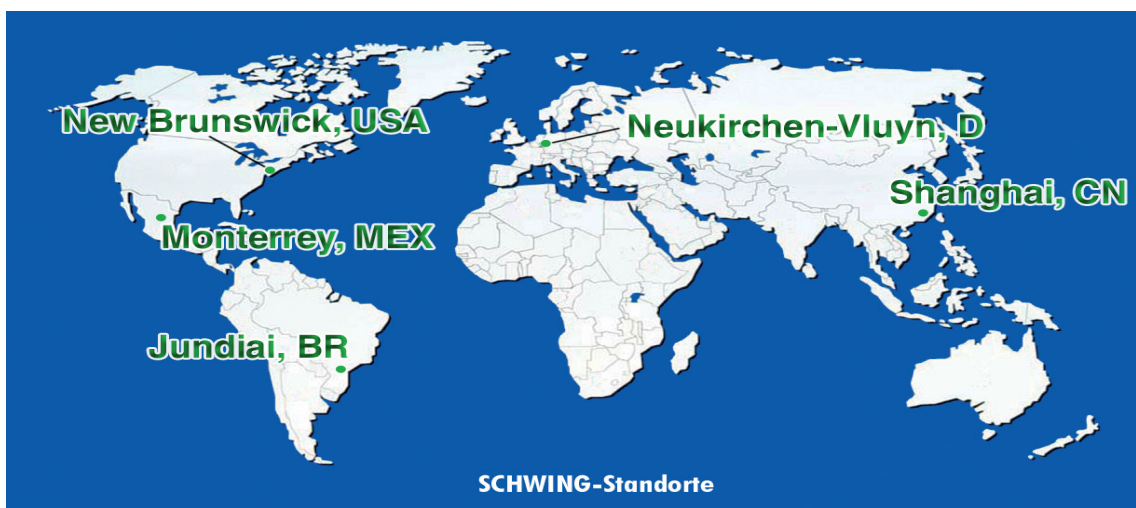 New Brunswick, USA
Neukirchen-Vluyn, D
Shanghai, CN
Monterrey, MEX
Jundiai, BR
SCHWING-Standorte